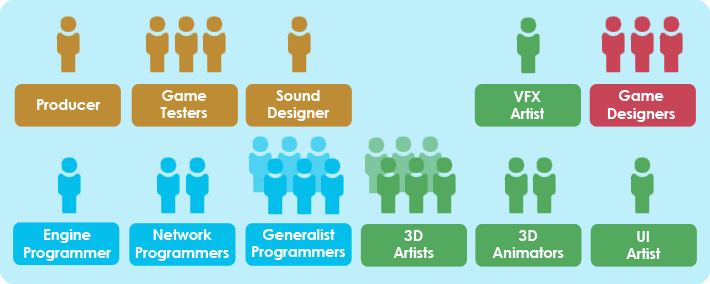 Producer
Game
Testers
Sound
Designer
VFX
Artist
Game
Designers
Engine
Programmer
Network
Programmers
Generalist
Programmers
3D
Artists
3D
Animators
UI
Artist